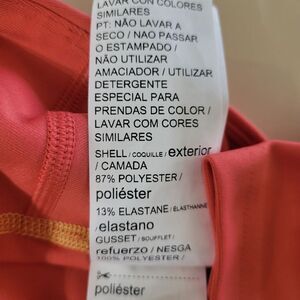 LAVAR CON COLORES
SIMILARES
PT: NÃO LAVAR A
SECO / NAO PASSAR
O ESTAMPADO /
NÃO UTILIZAR
AMACIADOR / UTILIZAR
DETERGENTE
ESPECIAL PARA
PRENDAS DE COLOR /
LAVAR COM CORES
SIMILARES
SHELL / COQUILLE / exterior
/ CAMADA
87% POLYESTER /
poliéster
13% ELASTANE / ÉLASTHANNE
/ elastano
GUSSET / SOUFFLET /
refuerzo / NESGA
100% POLYESTER /
poliéster